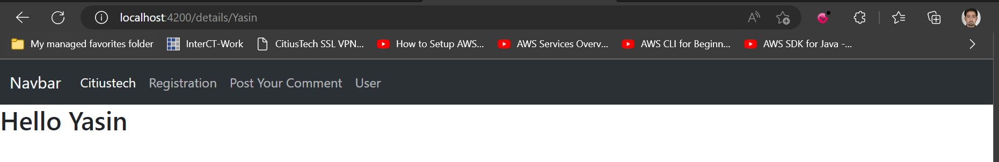 localhost:4200/details/Yasin
My managed favorites folder InterCT-Work CitiusTech SSL VPN... How to Setup AWS... AWS Services Overv... AWS CLI for Beginn... AWS SDK for Java -...
Navbar Citiustech Registration Post Your Comment User
Hello Yasin